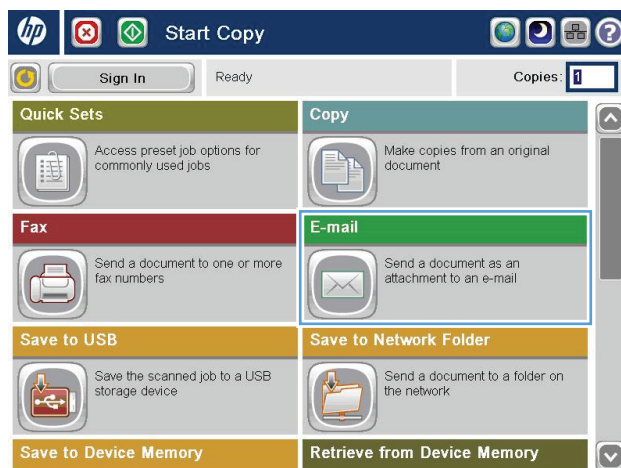 hp
Start Copy
?
Sign In
Ready
Copies: 1
Quick Sets
Access preset job options for
commonly used jobs
Copy
Make copies from an original
document
Fax
Send a document to one or more
fax numbers
E-mail
Send a document as an
attachment to an e-mail
Save to USB
Save the scanned job to a USB
storage device
Save to Network Folder
Send a document to a folder on
the network
Save to Device Memory
Retrieve from Device Memory